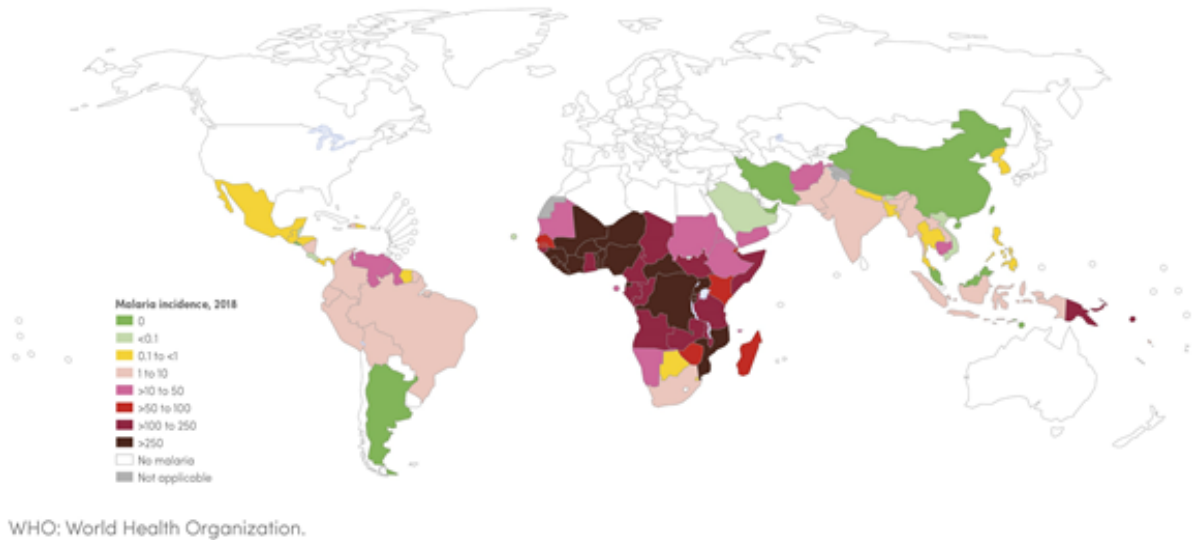 Malaria incidence, 2018
0
<0.1
0.1 to <1
1 to 10
>10 to 50
>50 to 100
>100 to 250
>250
No malaria
Not applicable
WHO: World Health Organization.